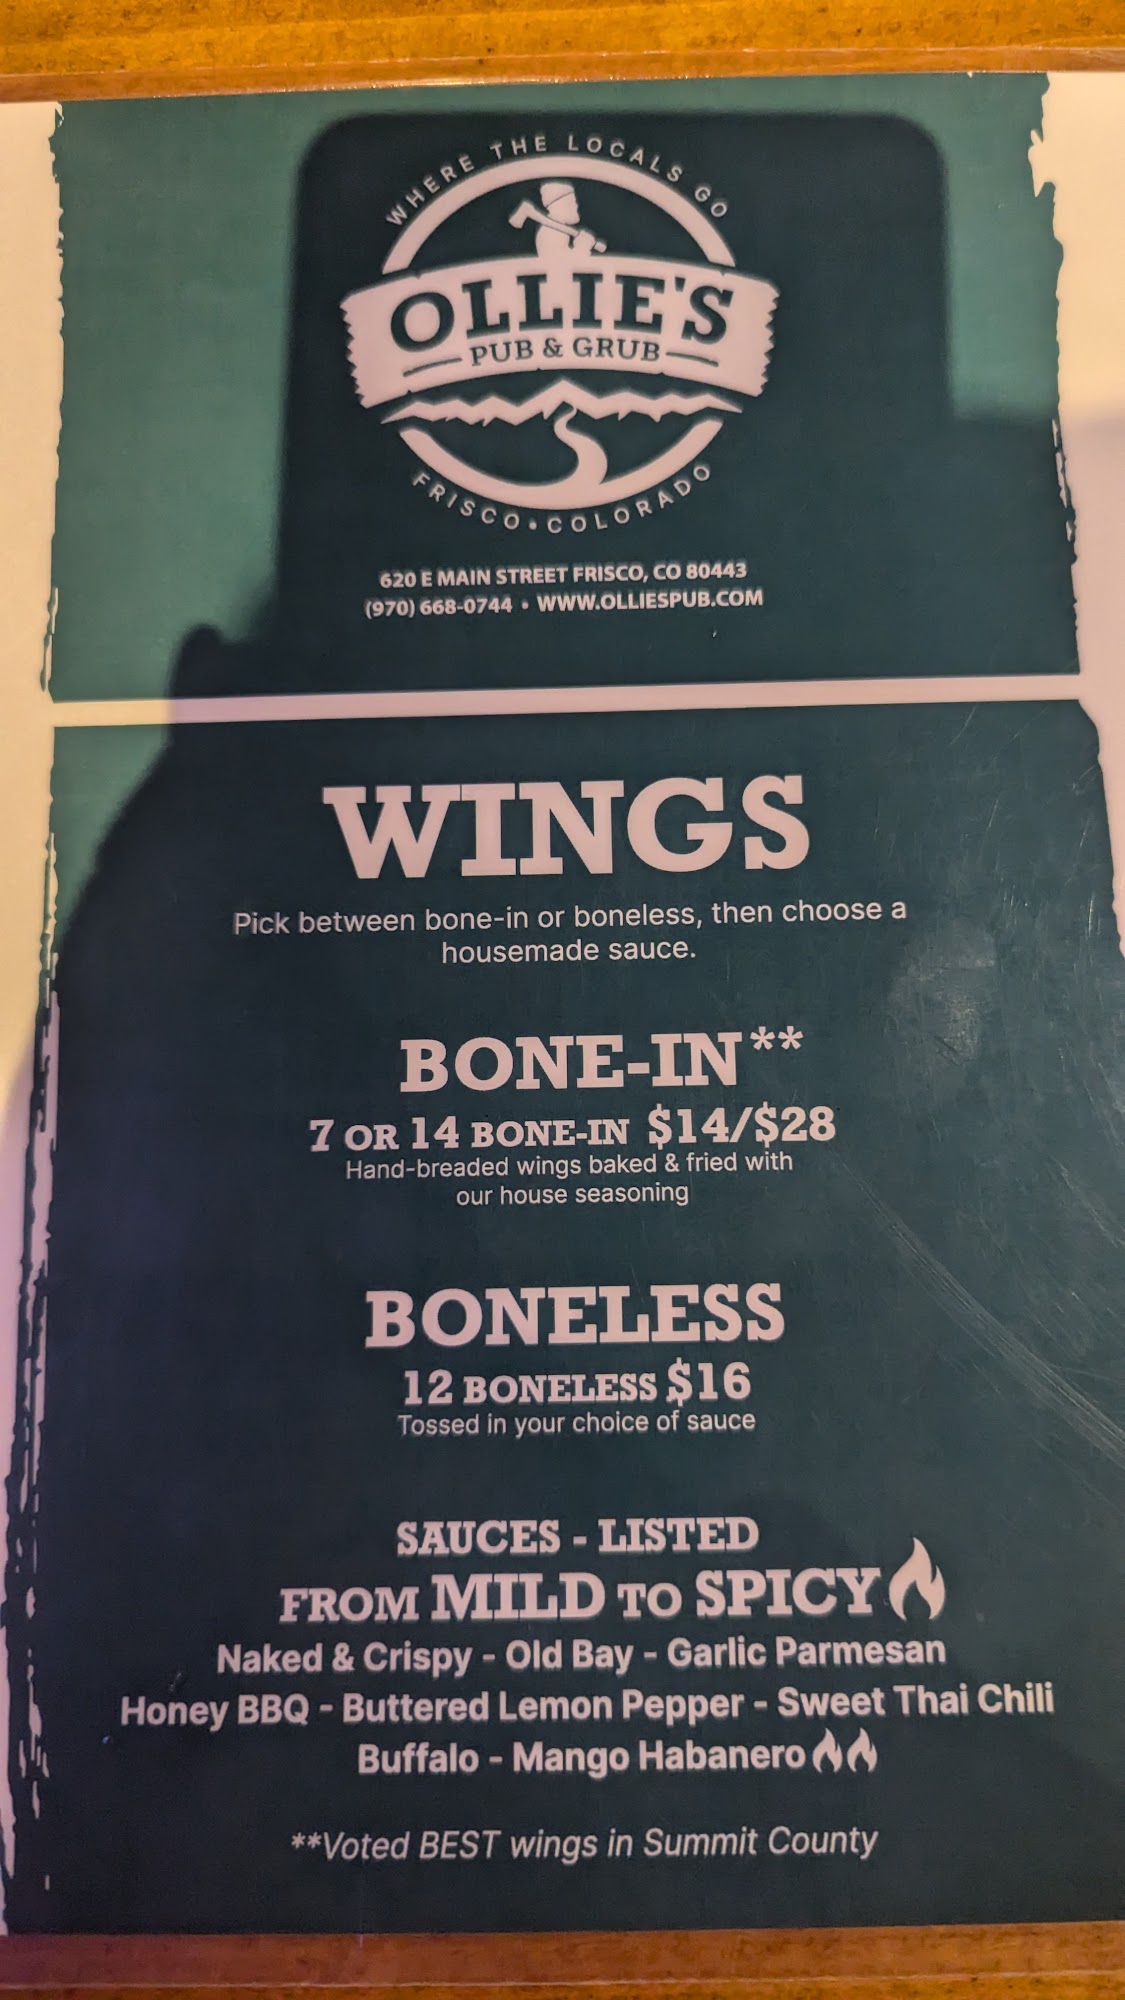 WHERE THE LOCALS GO
OLLIE'S
PUB & GRUB
FRISCO • COLORADO
620 E MAIN STREET FRISCO, CO 80443
(970) 668-0744 • WWW.OLLIESPUB.COM
WINGS
Pick between bone-in or boneless, then choose a
housemade sauce.
BONE-IN**
7 OR 14 BONE-IN $14/$28
Hand-breaded wings baked & fried with
our house seasoning
BONELESS
12 BONELESS $16
Tossed in your choice of sauce
SAUCES - LISTED
FROM MILD TO SPICY
Naked & Crispy - Old Bay - Garlic Parmesan
Honey BBQ - Buttered Lemon Pepper - Sweet Thai Chili
Buffalo - Mango Habanero
**Voted BEST wings in Summit County